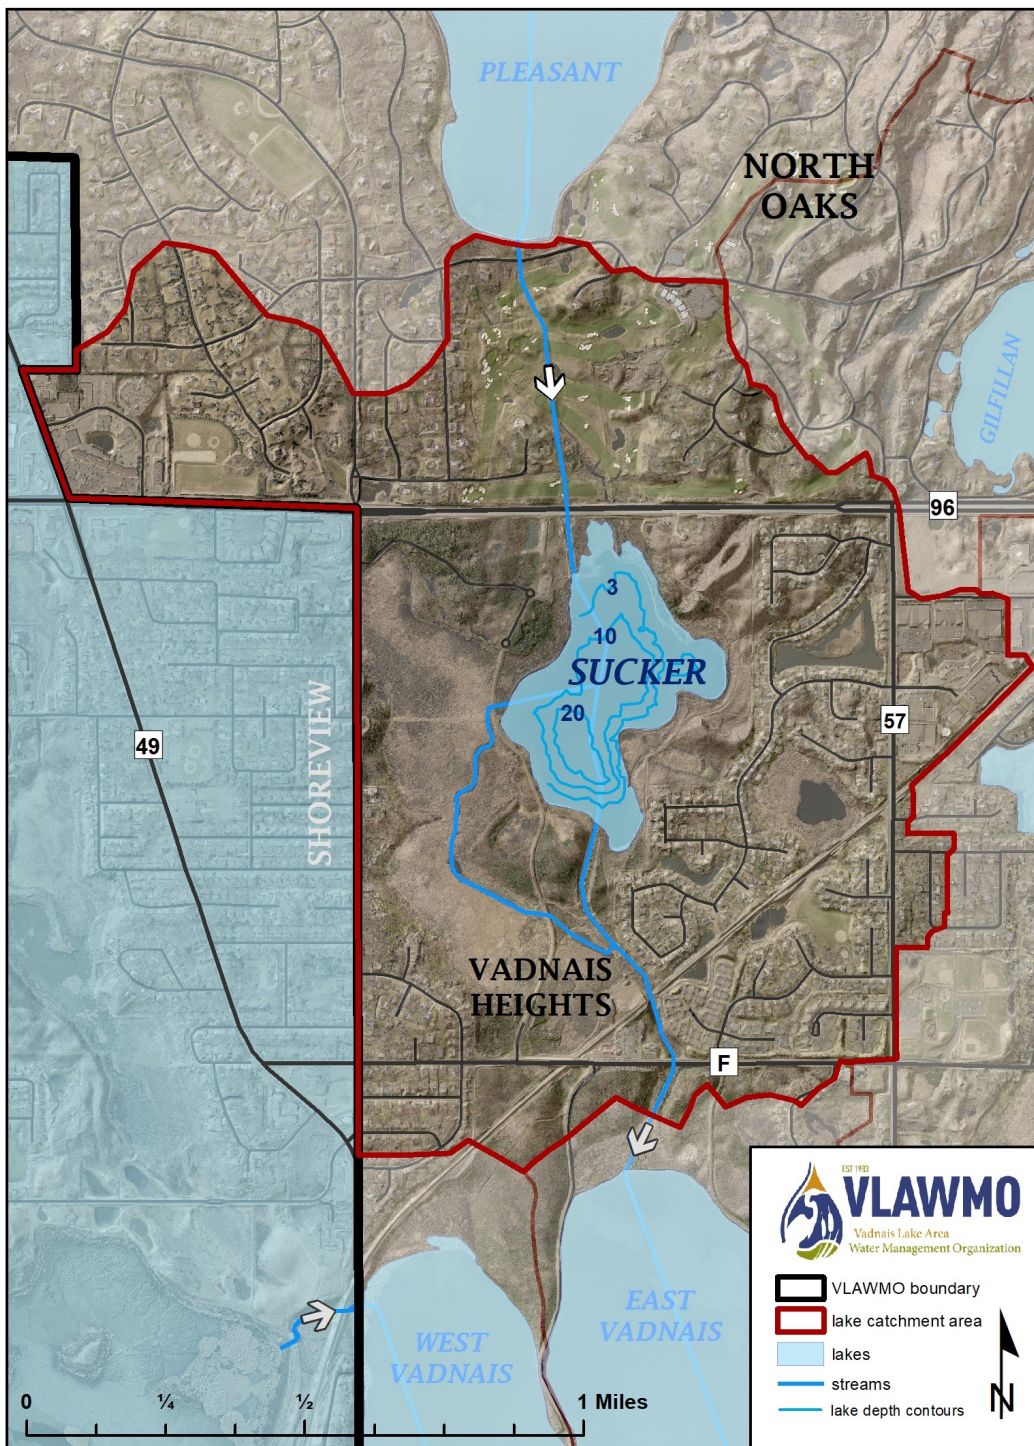 PLEASANT
NORTH
OAKS
GILFILLAN
96
3
10
SUCKER
20
57
49
SHOREVIEW
VADNAIS
HEIGHTS
F
EAST
VADNAIS
WEST
VADNAIS
0
¼
½
1 Miles
EST 1983
VLAWMO
Vadnais Lake Area
Water Management Organization
VLAWMO boundary
lake catchment area
lakes
streams
lake depth contours
N